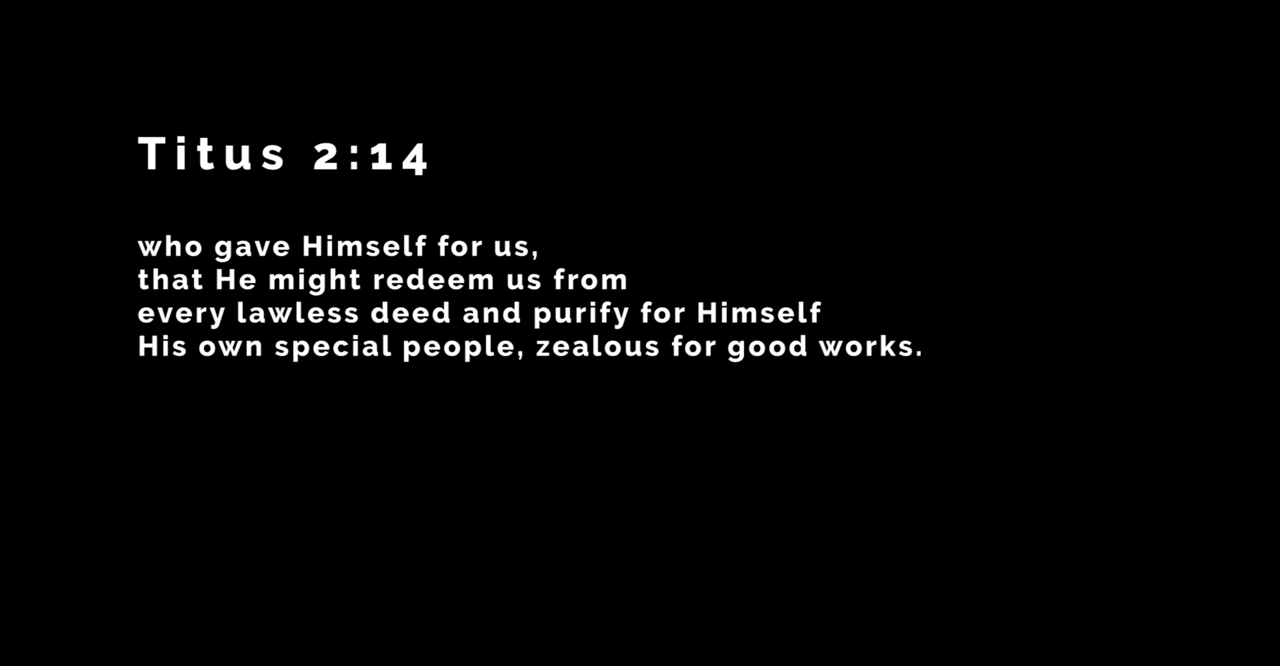 Titus 2:14
who gave Himself for us,
that He might redeem us from
every lawless deed and purify for Himself
His own special people, zealous for good works.